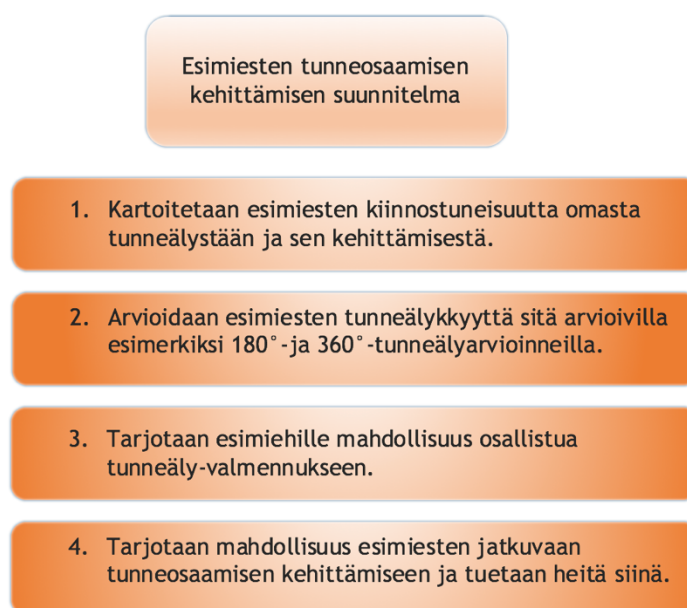 Esimiesten tunneosaamisen
kehittämisen suunnitelma
1. Kartoitetaan esimiesten kiinnostuneisuutta omasta
tunneälystään ja sen kehittämisestä.
2. Arvioidaan esimiesten tunneälykkyyttä sitä arvioivilla
esimerkiksi 180°-ja 360°-tunneälyarvioinneilla.
3. Tarjotaan esimiehille mahdollisuus osallistua
tunneäly-valmennukseen.
4. Tarjotaan mahdollisuus esimiesten jatkuvaan
tunneosaamisen kehittämiseen ja tuetaan heitä siinä.